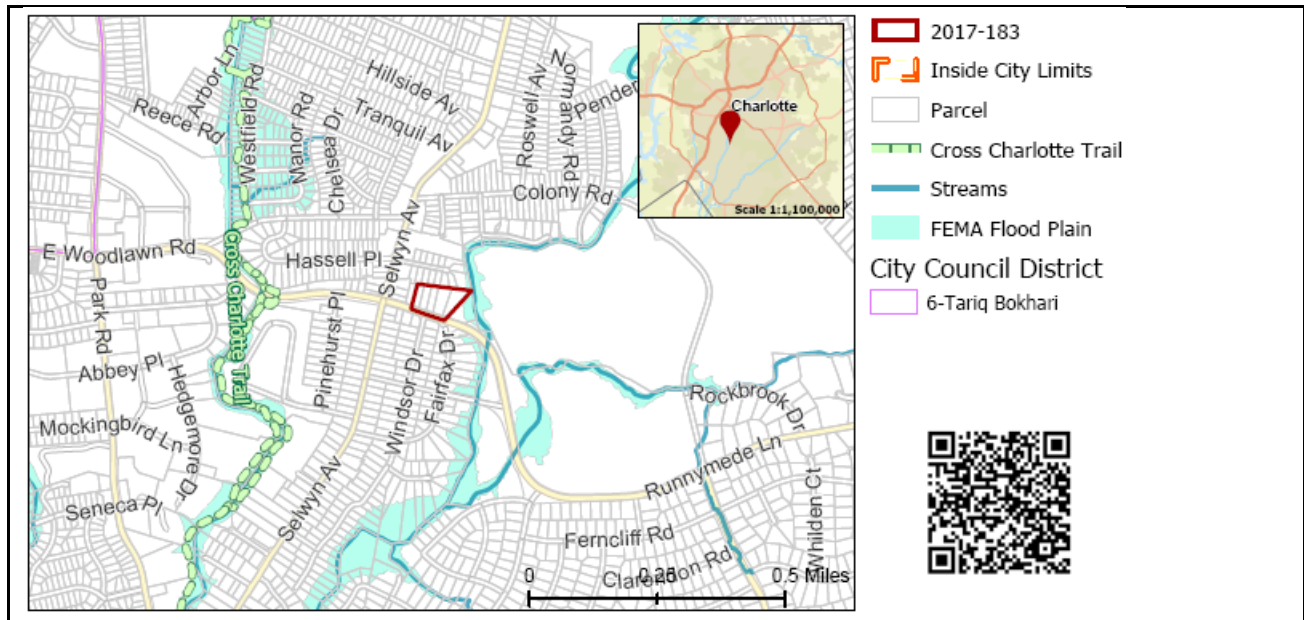 Arbor Ln
Reece Rd
Westfield Rd
Manor Rd
Chelsea Dr
Hillside Av
Tranquil Av
Selwyn Av
Roswell Av
Normandy Rd
Pender
Colony Rd
Charlotte
Scale 1:1,100,000
E Woodlawn Rd
Hassell Pl
Park Rd
Cross Charlotte Trail
Pinehurst Pl
Abbey Pl
Hedgemore Dr
Mockingbird Ln
Windsor Dr
Fairfax Dr
Seneca Pl
Selwyn Av
Rockbrook Dr
Runnymede Ln
Whilden Ct
Ferncliff Rd
Clarendon Rd
0
0.25
0.5 Miles
2017-183
Inside City Limits
Parcel
Cross Charlotte Trail
Streams
FEMA Flood Plain
City Council District
6-Tariq Bokhari